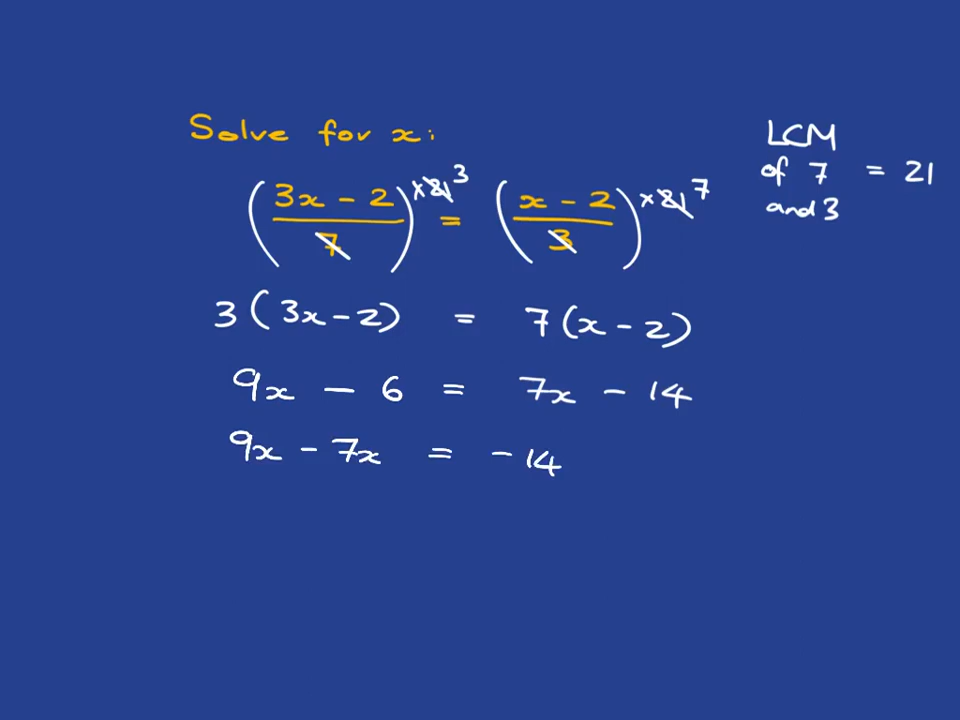 Solve for x:
LCM
of 7 = 21
and 3
(3x - 2 / 7) × 21 3 = (x - 2 / 3) × 21 7
3(3x - 2) = 7(x - 2)
9x - 6 = 7x - 14
9x - 7x = - 14